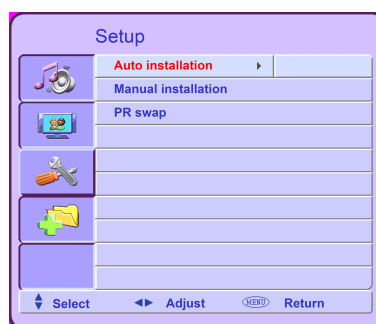 Setup
Auto installation
Manual installation
PR swap
Select Adjust MENU Return